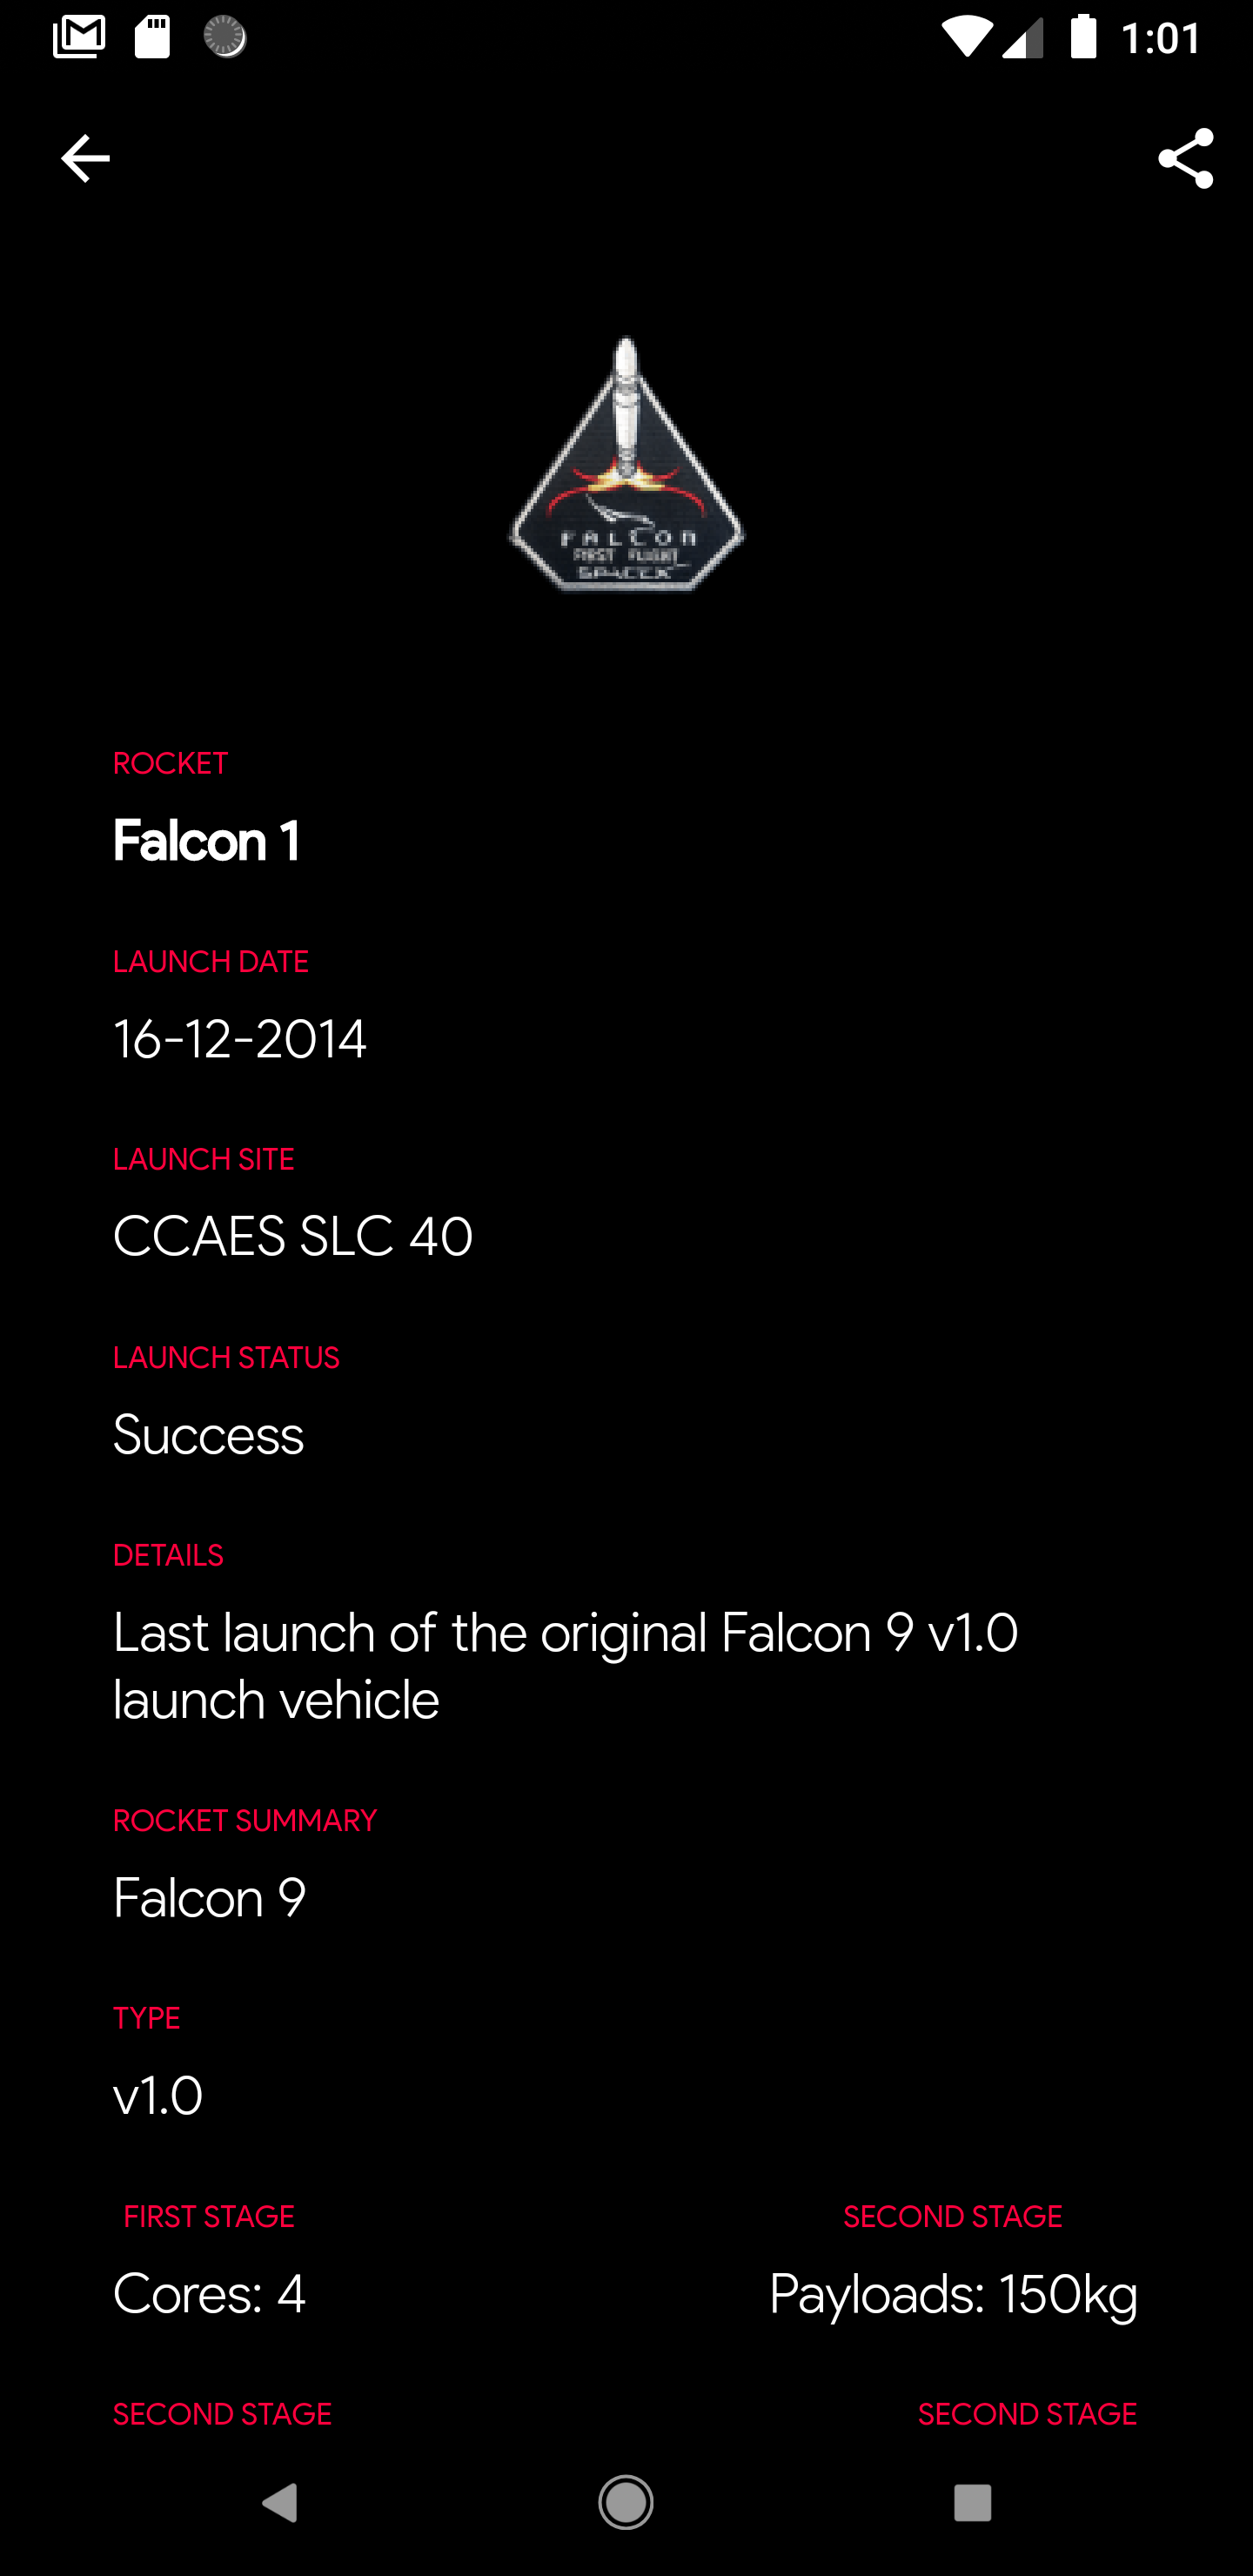 1:01
FALCON
FIRST FLIGHT
SPACEX
ROCKET
Falcon 1
LAUNCH DATE
16-12-2014
LAUNCH SITE
CCAES SLC 40
LAUNCH STATUS
Success
DETAILS
Last launch of the original Falcon 9 v1.0
launch vehicle
ROCKET SUMMARY
Falcon 9
TYPE
v1.0
FIRST STAGE SECOND STAGE
Cores: 4 Payloads: 150kg
SECOND STAGE SECOND STAGE